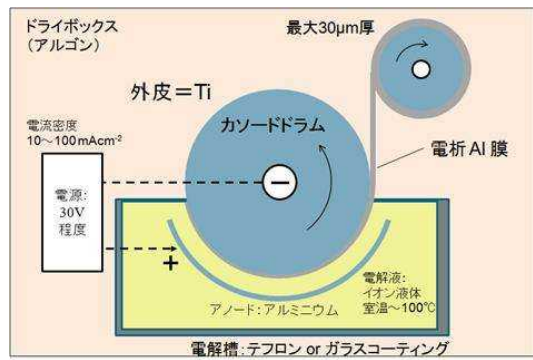 ドライボックス
(アルゴン)
最大30μm厚
外皮=Ti
カソードドラム
電流密度
10~100mAcm-2
電析Al膜
電源:
30V
程度
+
−
電解液:
イオン液体
室温~100℃
アノード:アルミニウム
電解槽:テフロン or ガラスコーティング